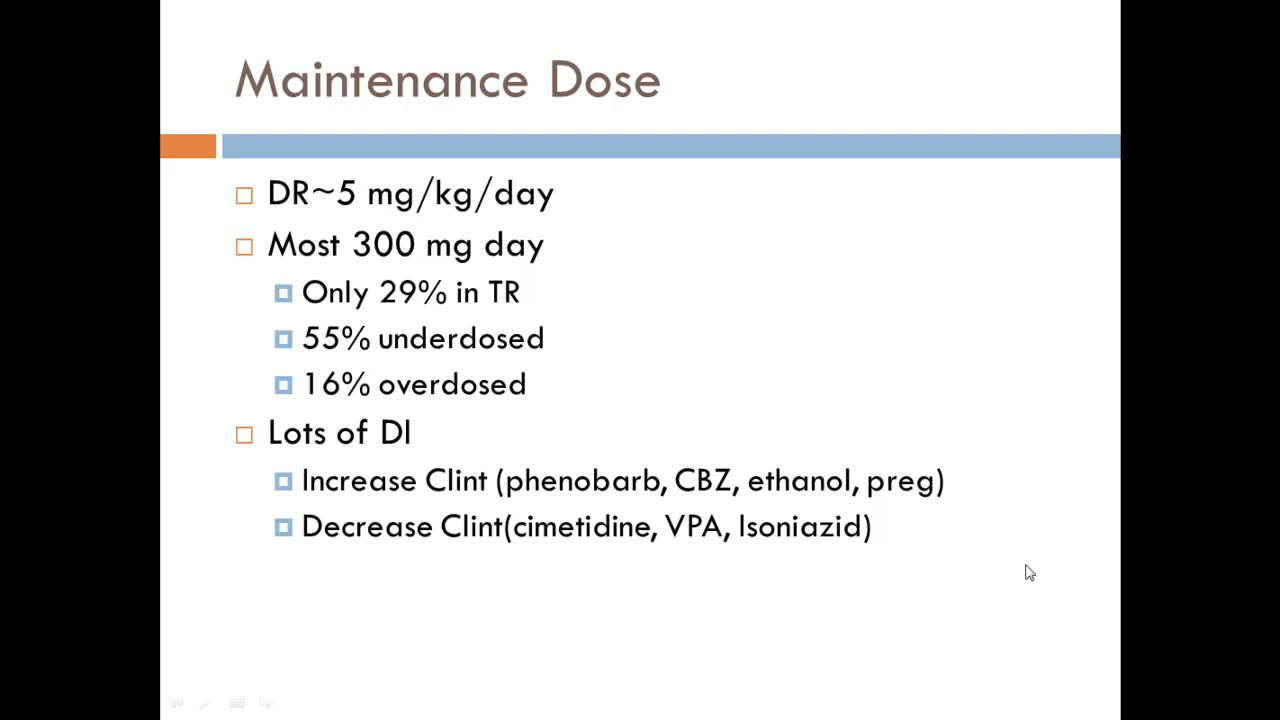 Maintenance Dose
DR~5 mg/kg/day
Most 300 mg day
Only 29% in TR
55% underdosed
16% overdosed
Lots of DI
Increase Clint (phenobarb, CBZ, ethanol, preg)
Decrease Clint(cimetidine, VPA, Isoniazid)